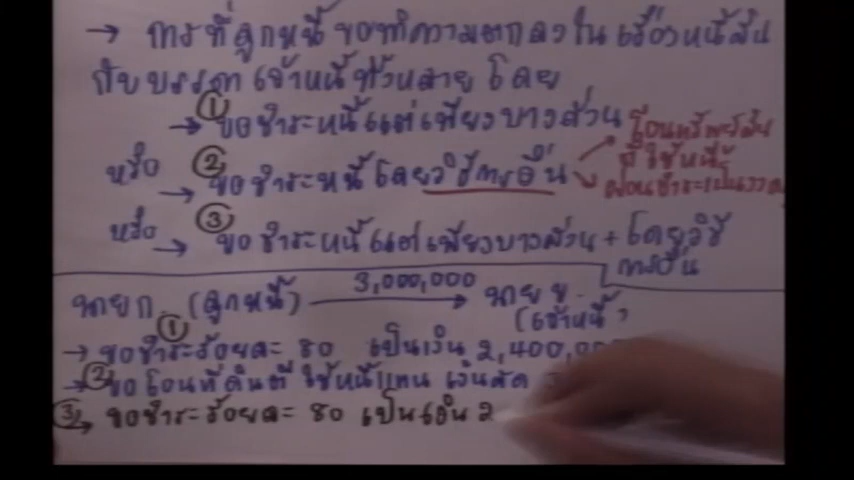 → การที่ลูกหนี้ ขอทำความตกลงใน เรื่องหนี้สิน
กับบรรดา เจ้าหนี้ทั้งหลาย โดย
① → ขอชำระหนี้แต่เพียงบางส่วน
หรือ ② → ขอชำระหนี้ โดยวิธีการอื่น
โอนทรัพย์สิน
ตีใช้หนี้
ผ่อนชำระเป็น
หรือ ③ → ขอชำระหนี้แต่เพียงบางส่วน + โดยวิธี
การอื่น
นาย ก. (ลูกหนี้) 3,000,000 → นาย ข.
(เจ้าหนี้)
① → ขอชำระร้อยละ 80 เป็นเงิน 2,400,0
② → ขอโอนที่ดินตี ใช้หนี้แทน เงินสด
③ → ขอชำระร้อยละ 80 เป็นเงิน 2